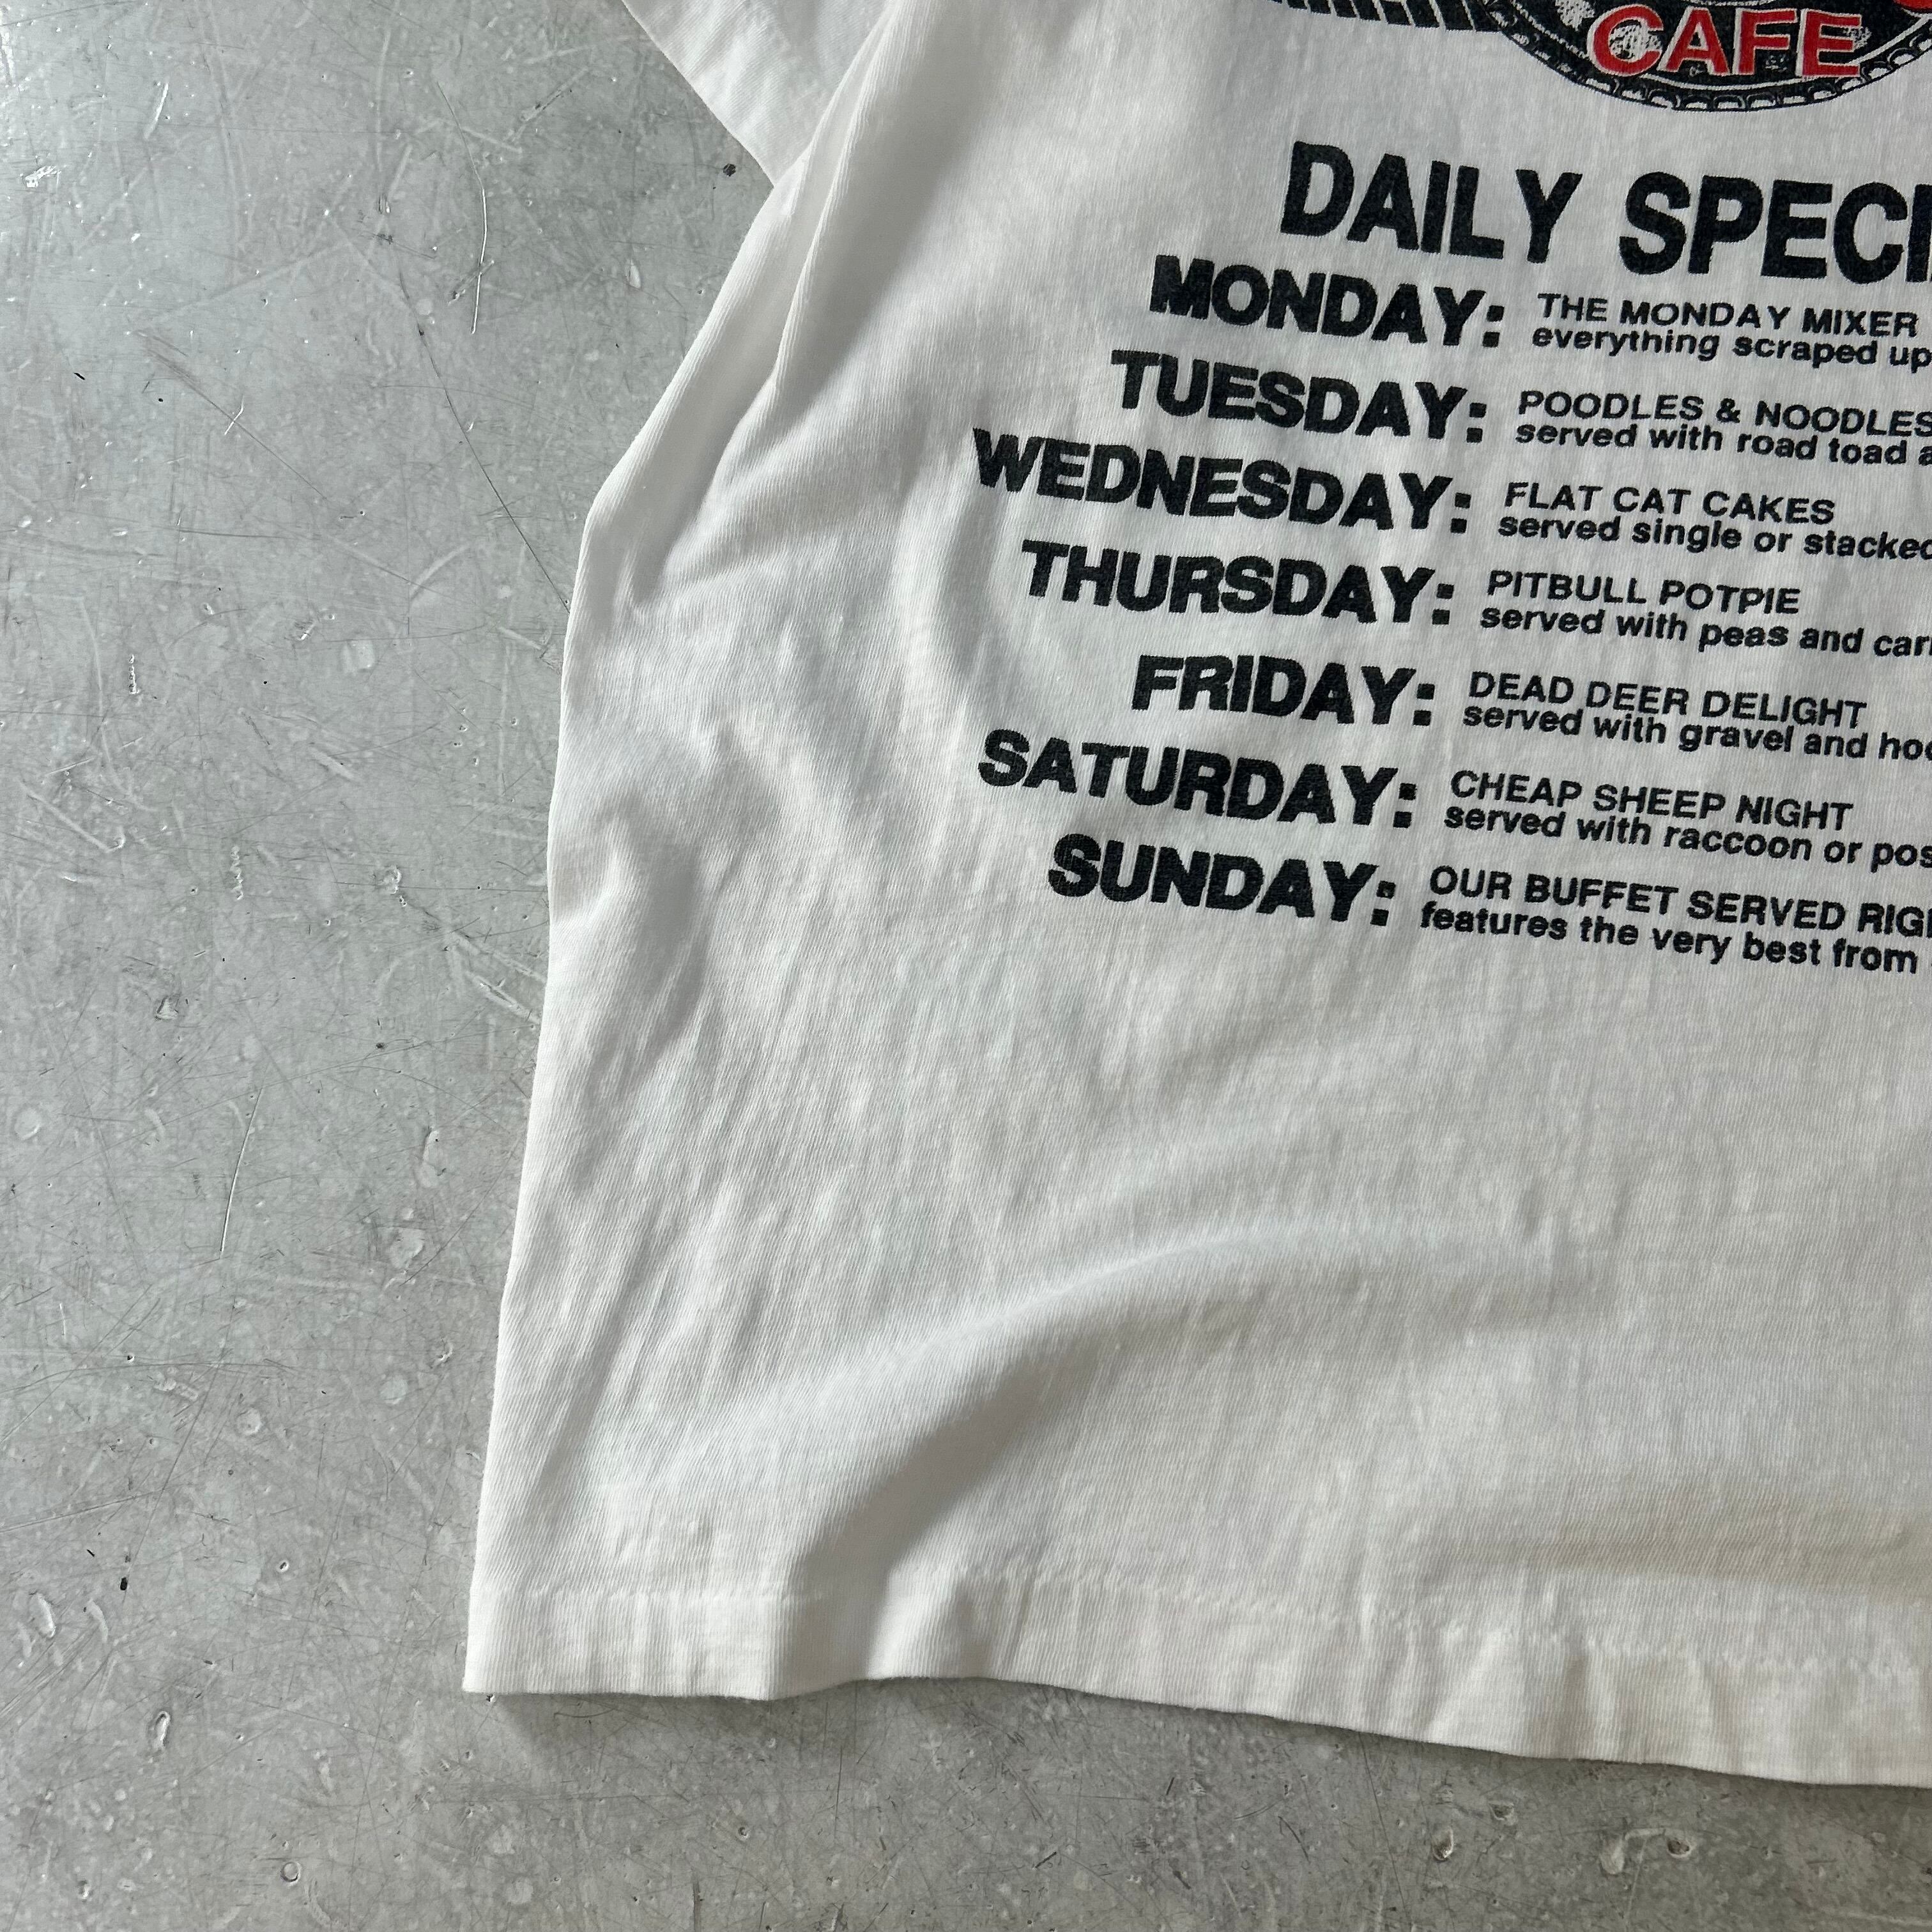 CAFE
DAILY SPECI
MONDAY: THE MONDAY MIXER
everything scraped up
TUESDAY: POODLES & NOODLES
served with road toad a
WEDNESDAY: FLAT CAT CAKES
served single or stacked
THURSDAY: PITBULL POTPIE
served with peas and car
FRIDAY: DEAD DEER DELIGHT
served with gravel and hoo
SATURDAY: CHEAP SHEEP NIGHT
served with raccoon or pos
SUNDAY: OUR BUFFET SERVED RIG
features the very best from